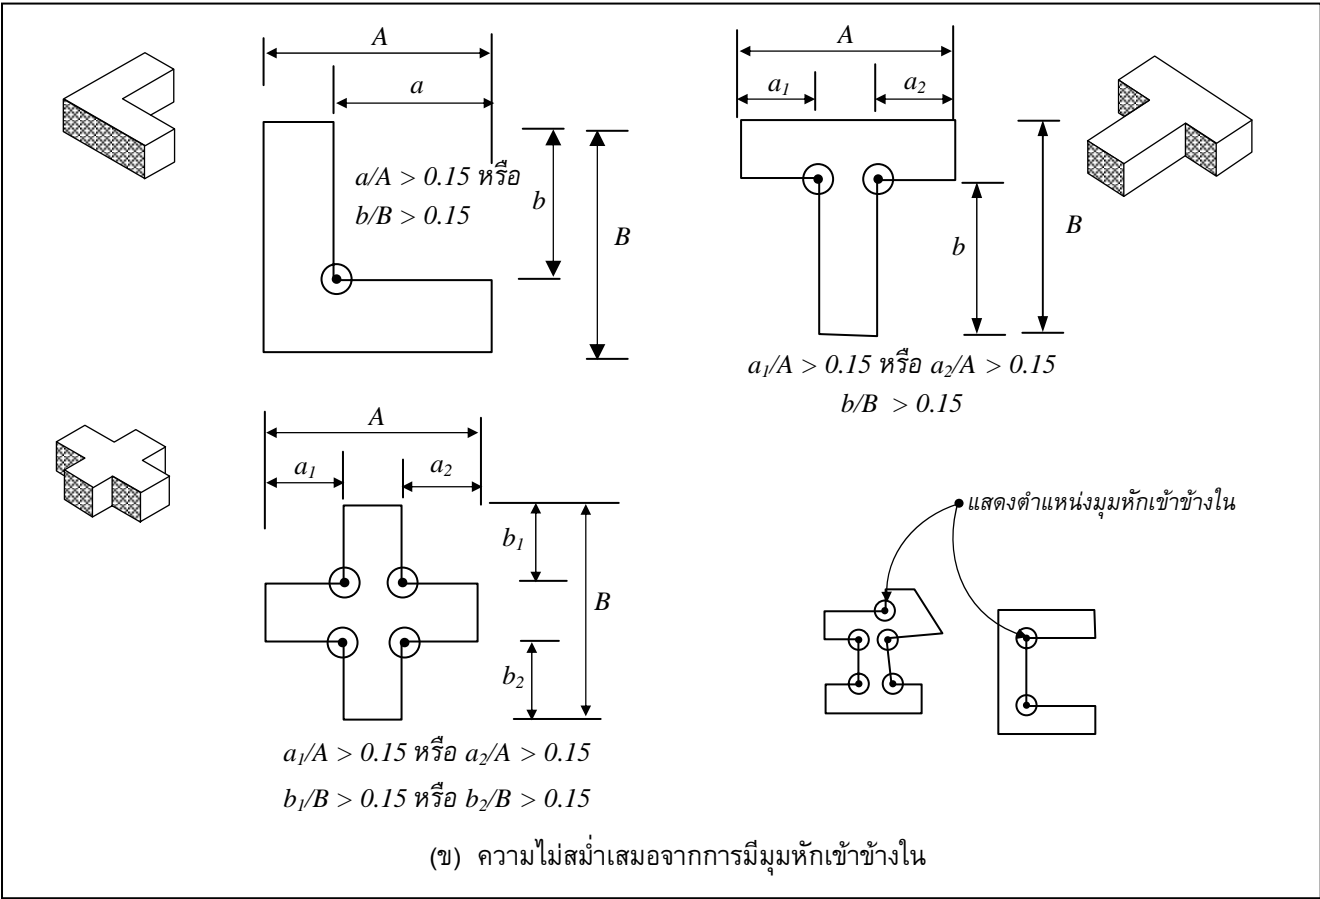 A
a
b
B
a/A > 0.15 หรือ
b/B > 0.15
A
a1
a2
b
B
a1/A > 0.15 หรือ a2/A > 0.15
b/B > 0.15
A
a1
a2
b1
B
b2
a1/A > 0.15 หรือ a2/A > 0.15
b1/B > 0.15 หรือ b2/B > 0.15
แสดงตำแหน่งมุมหักเข้าข้างใน
(ข) ความไม่สม่ำเสมอจากการมีมุมหักเข้าข้างใน